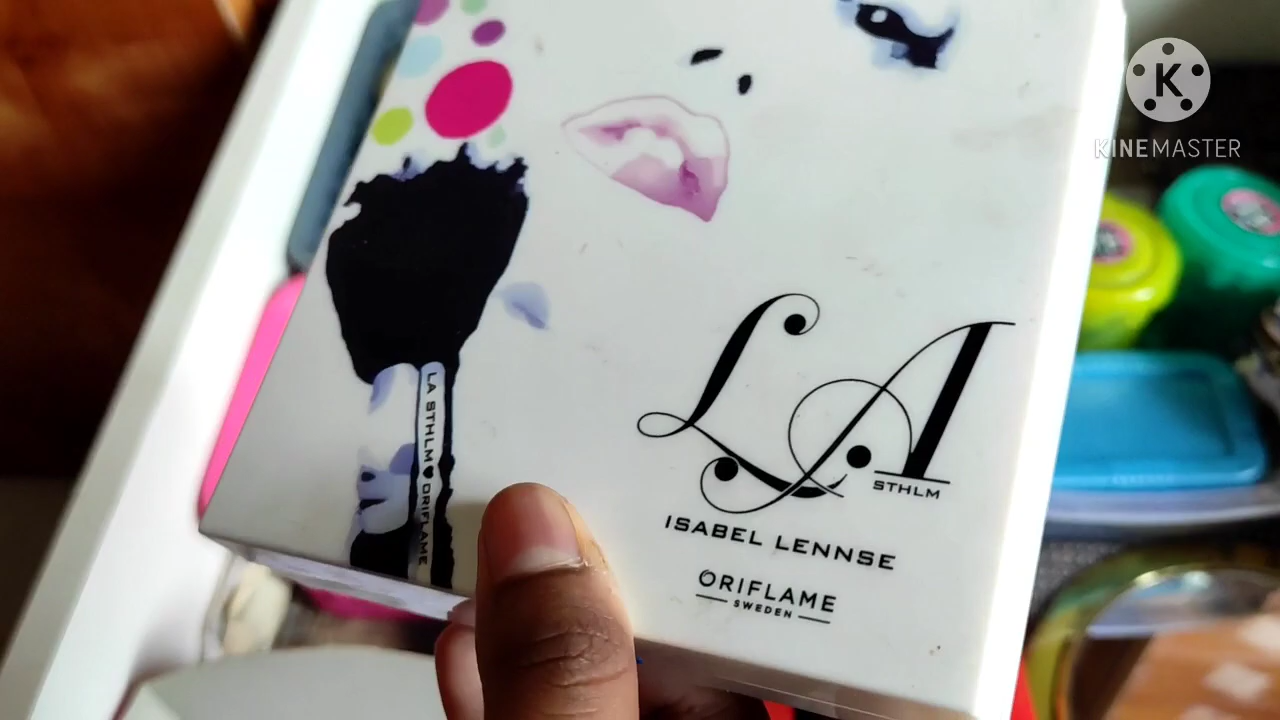 K
KINEMASTER
LA STHLM ♥ ORIFLAME
LA
STHLM
ISABEL LENNSE
ORIFLAME
SWEDEN